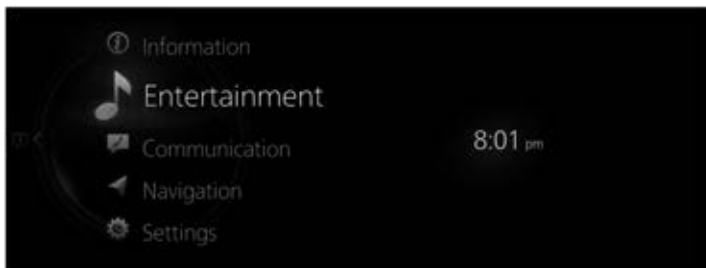 Information
Entertainment
Communication
8:01 pm
Navigation
Settings